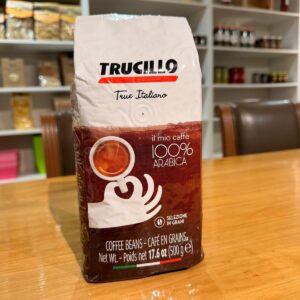 TRUCILLO
True Italiano
il mio caffè
100%
ARABICA
SELEZIONE
IN GRANI
COFFEE BEANS - CAFÉ EN GRAINS
Net Wt. - Poids net 17.6 oz (500 g e)